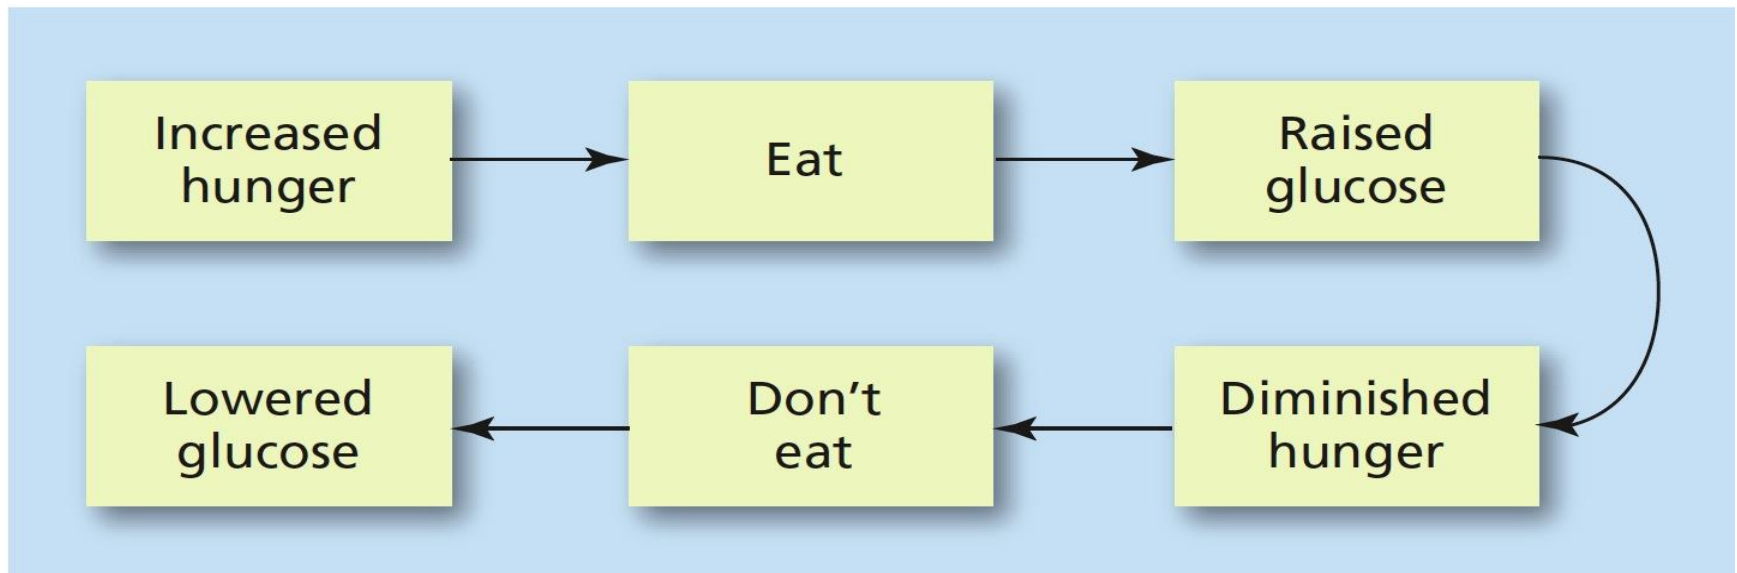 Increased
hunger
Eat
Raised
glucose
Diminished
hunger
Don’t
eat
Lowered
glucose